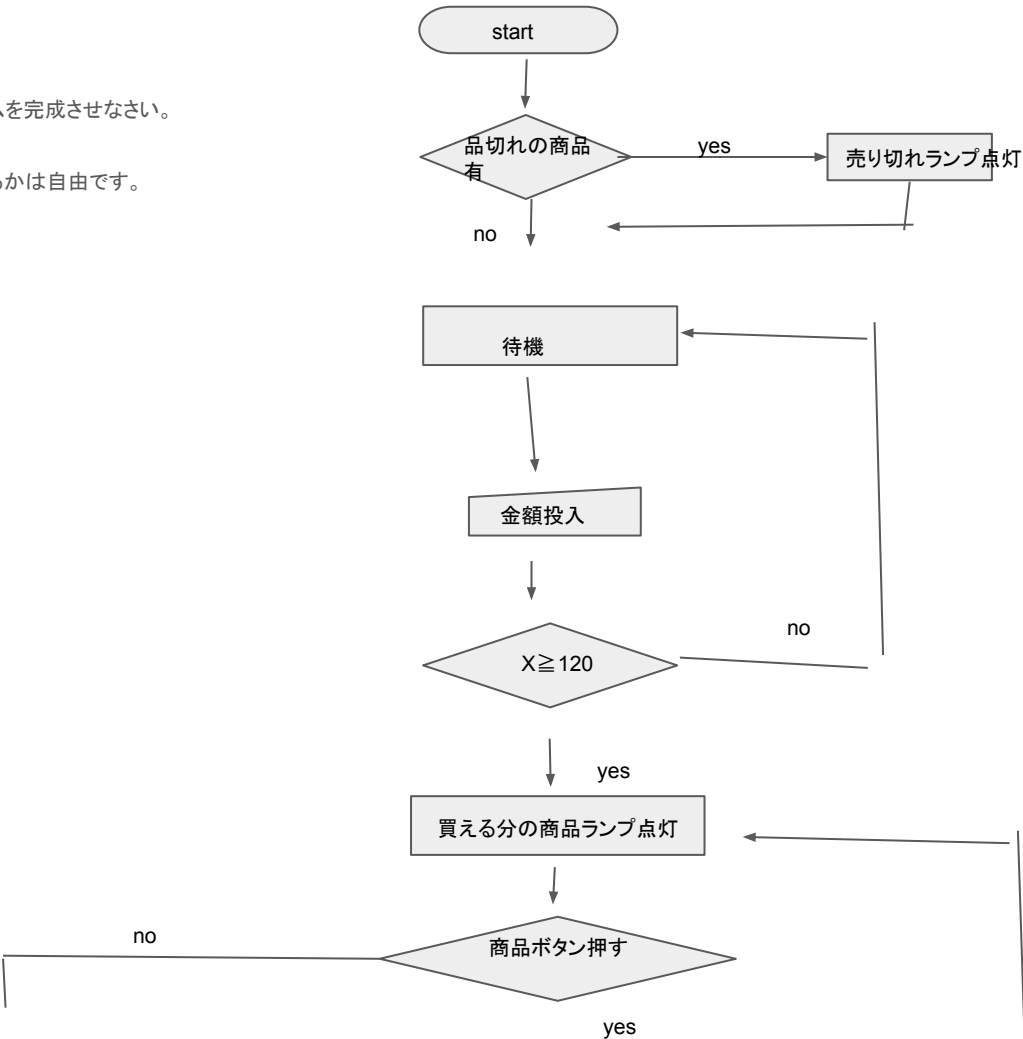 start
ムを完成させなさい。
品切れの商品
有
yes
売り切れランプ点灯
るかは自由です。
no
待機
金額投入
no
X≧120
yes
買える分の商品ランプ点灯
no
商品ボタン押す
yes